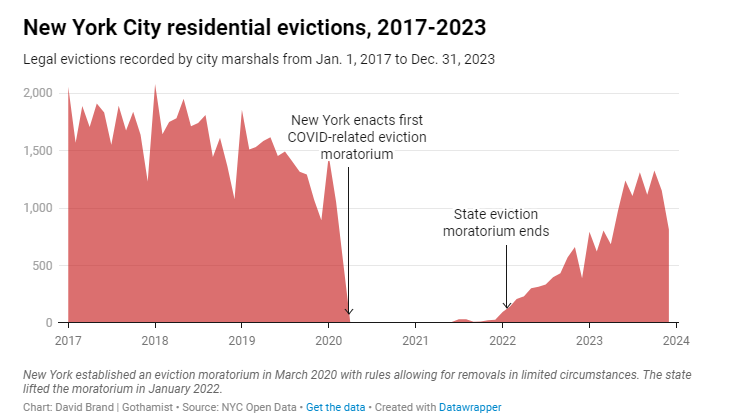 New York City residential evictions, 2017-2023
Legal evictions recorded by city marshals from Jan. 1, 2017 to Dec. 31, 2023
2,000
1,500
1,000
500
0
New York enacts first
COVID-related eviction
moratorium
State eviction
moratorium ends
2017 2018 2019 2020 2021 2022 2023 2024
New York established an eviction moratorium in March 2020 with rules allowing for removals in limited circumstances. The state
lifted the moratorium in January 2022.
Chart: David Brand | Gothamist • Source: NYC Open Data • Get the data • Created with Datawrapper